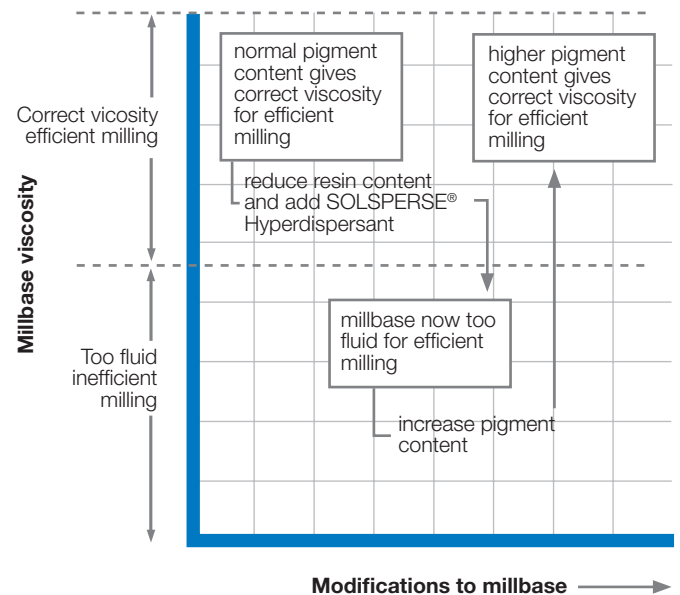 normal pigment
content gives
correct viscosity
for efficient
milling
higher pigment
content gives
correct viscosity
for efficient
milling
Correct vicosity
efficient milling
reduce resin content
and add SOLSPERSE®
Hyperdispersant
Millbase viscosity
millbase now too
fluid for efficient
milling
Too fluid
inefficient
milling
increase pigment
content
Modifications to millbase